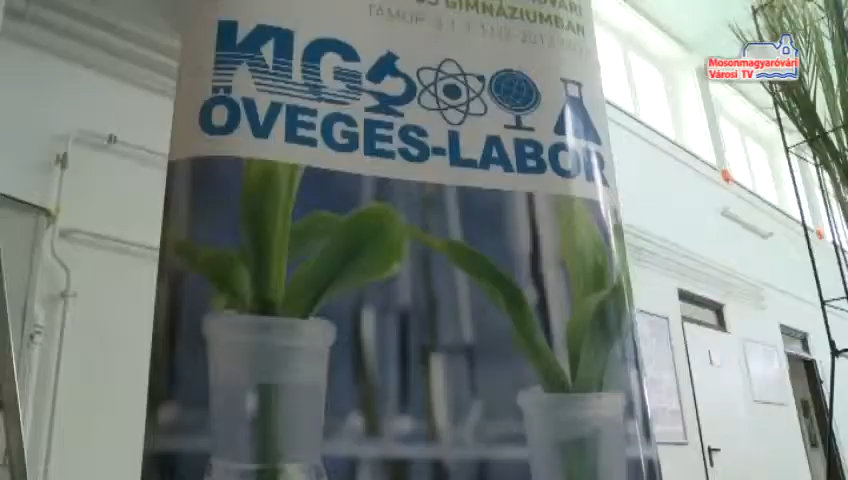 GIMNÁZIUMBAN
KIG
ÖVEGES-LABOR
Mosonmagyaróvári
Városi TV